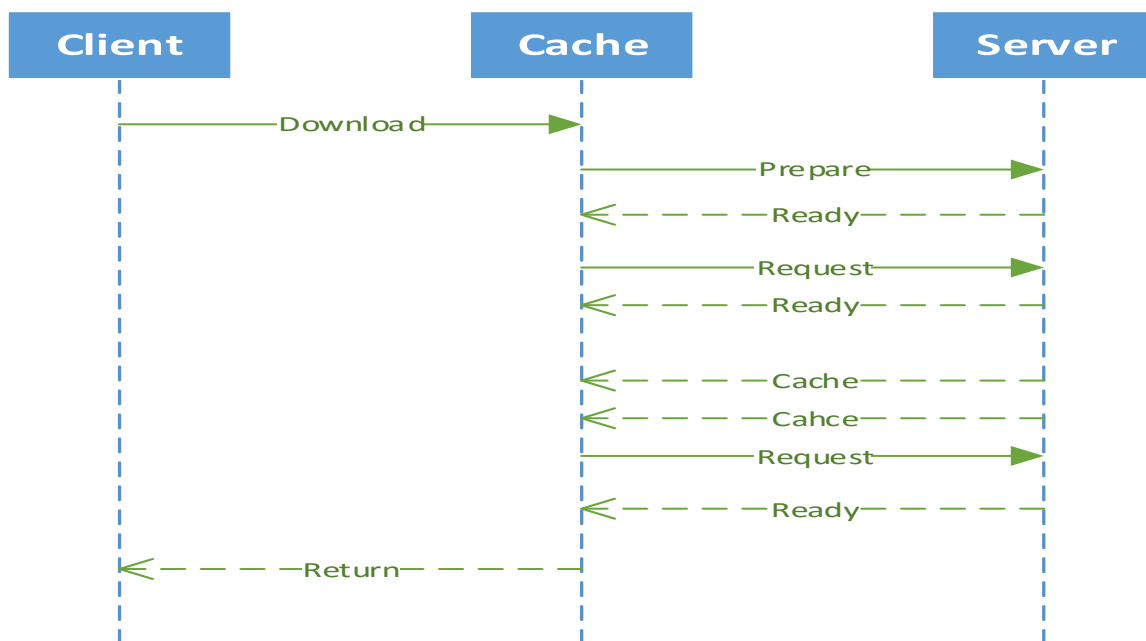 Client
Cache
Server
Download
Prepare
Ready
Request
Ready
Cache
Cahce
Request
Ready
Return